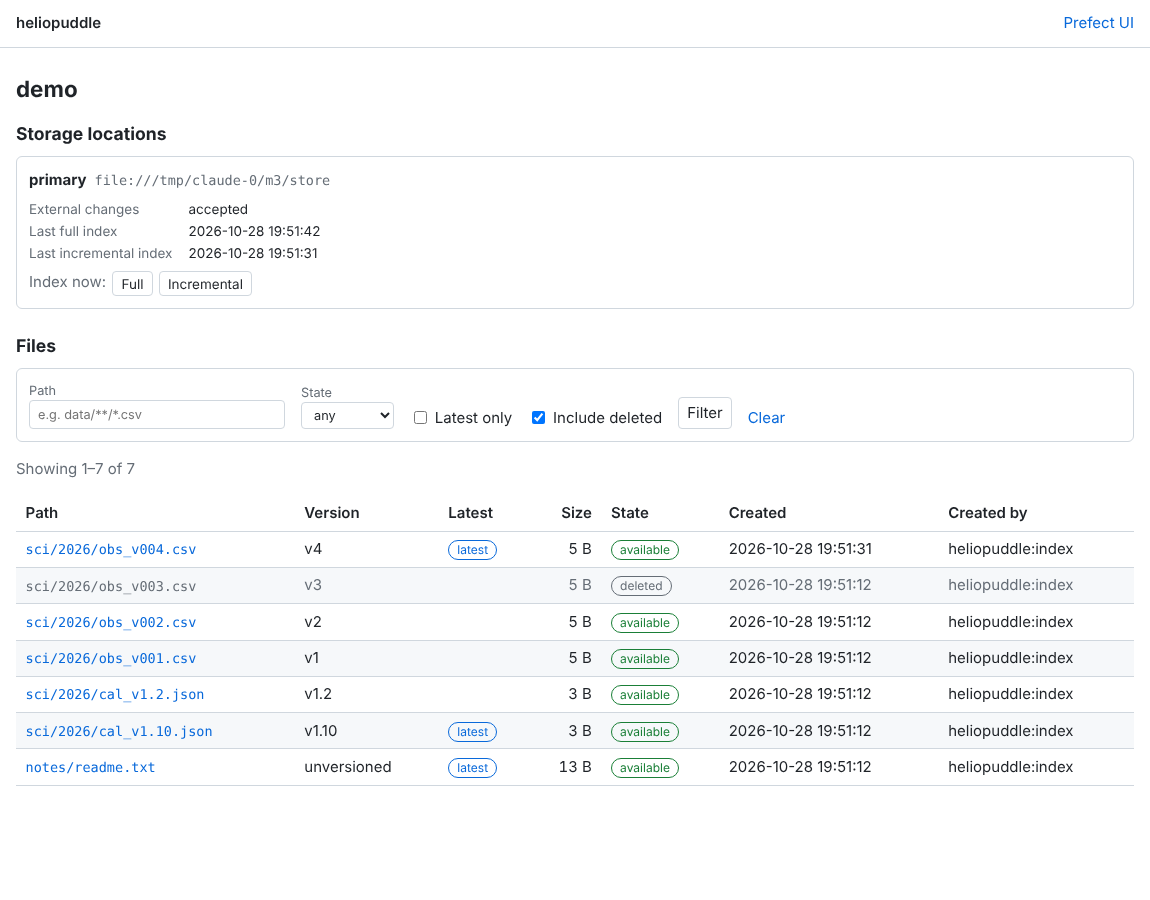 heliopuddle Prefect UI
demo
Storage locations
primary file:///tmp/claude-0/m3/store
External changes accepted
Last full index 2026-10-28 19:51:42
Last incremental index 2026-10-28 19:51:31
Index now: Full Incremental
Files
Path State
e.g. data/**/*.csv any Latest only Include deleted Filter Clear
Showing 1–7 of 7
Path Version Latest Size State Created Created by
sci/2026/obs_v004.csv v4 latest 5 B available 2026-10-28 19:51:31 heliopuddle:index
sci/2026/obs_v003.csv v3 5 B deleted 2026-10-28 19:51:12 heliopuddle:index
sci/2026/obs_v002.csv v2 5 B available 2026-10-28 19:51:12 heliopuddle:index
sci/2026/obs_v001.csv v1 5 B available 2026-10-28 19:51:12 heliopuddle:index
sci/2026/cal_v1.2.json v1.2 3 B available 2026-10-28 19:51:12 heliopuddle:index
sci/2026/cal_v1.10.json v1.10 latest 3 B available 2026-10-28 19:51:12 heliopuddle:index
notes/readme.txt unversioned latest 13 B available 2026-10-28 19:51:12 heliopuddle:index